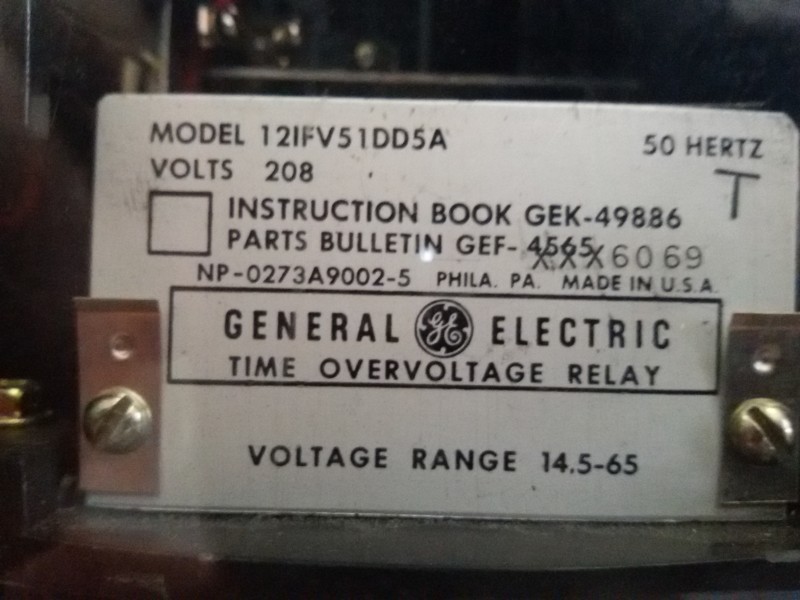 MODEL 12IFV51DD5A
50 HERTZ
VOLTS 208
T
INSTRUCTION BOOK GEK-49886
PARTS BULLETIN GEF-4565 XXX6069
NP-0273A9002-5 PHILA. PA. MADE IN U.S.A.
GENERAL GE ELECTRIC
TIME OVERVOLTAGE RELAY
VOLTAGE RANGE 14.5-65